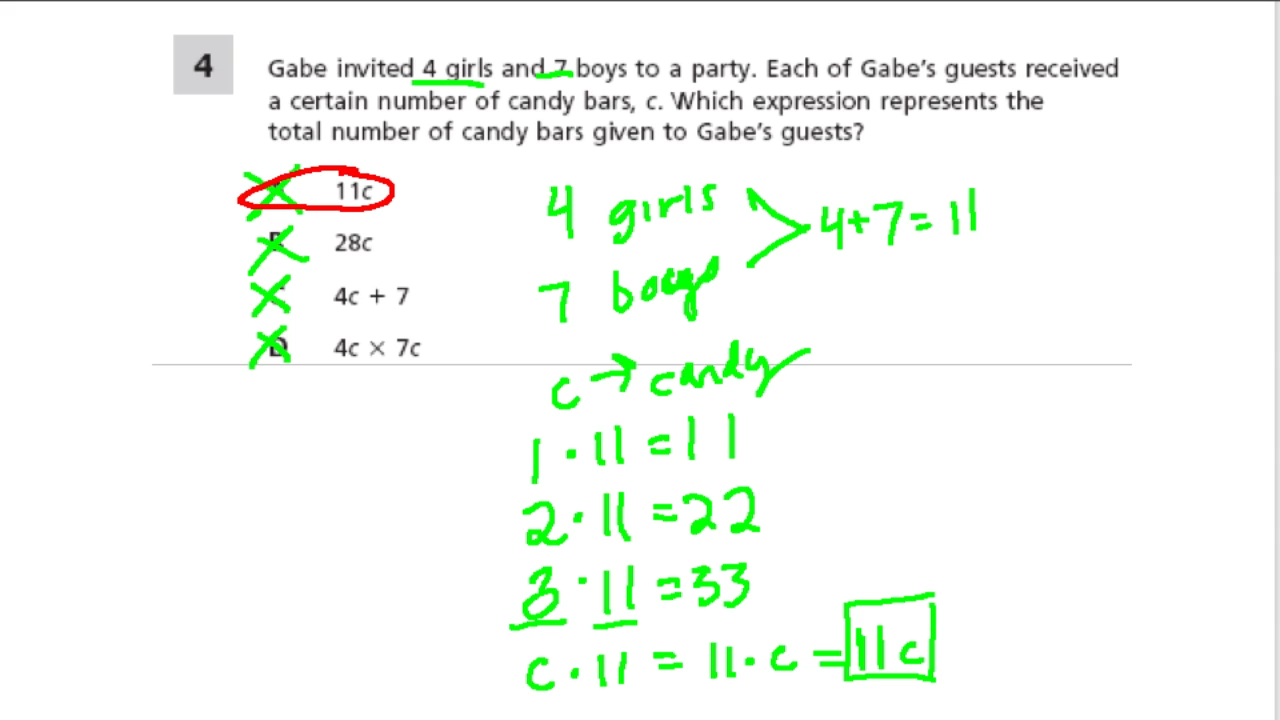 4
Gabe invited 4 girls and 7 boys to a party. Each of Gabe's guests received
a certain number of candy bars, c. Which expression represents the
total number of candy bars given to Gabe's guests?
11c
28c
4c + 7
D 4c × 7c
4 girls
7 boys
4+7=11
c → candy
1 · 11 = 11
2 · 11 = 22
3 · 11 = 33
c · 11 = 11 · c = 11c